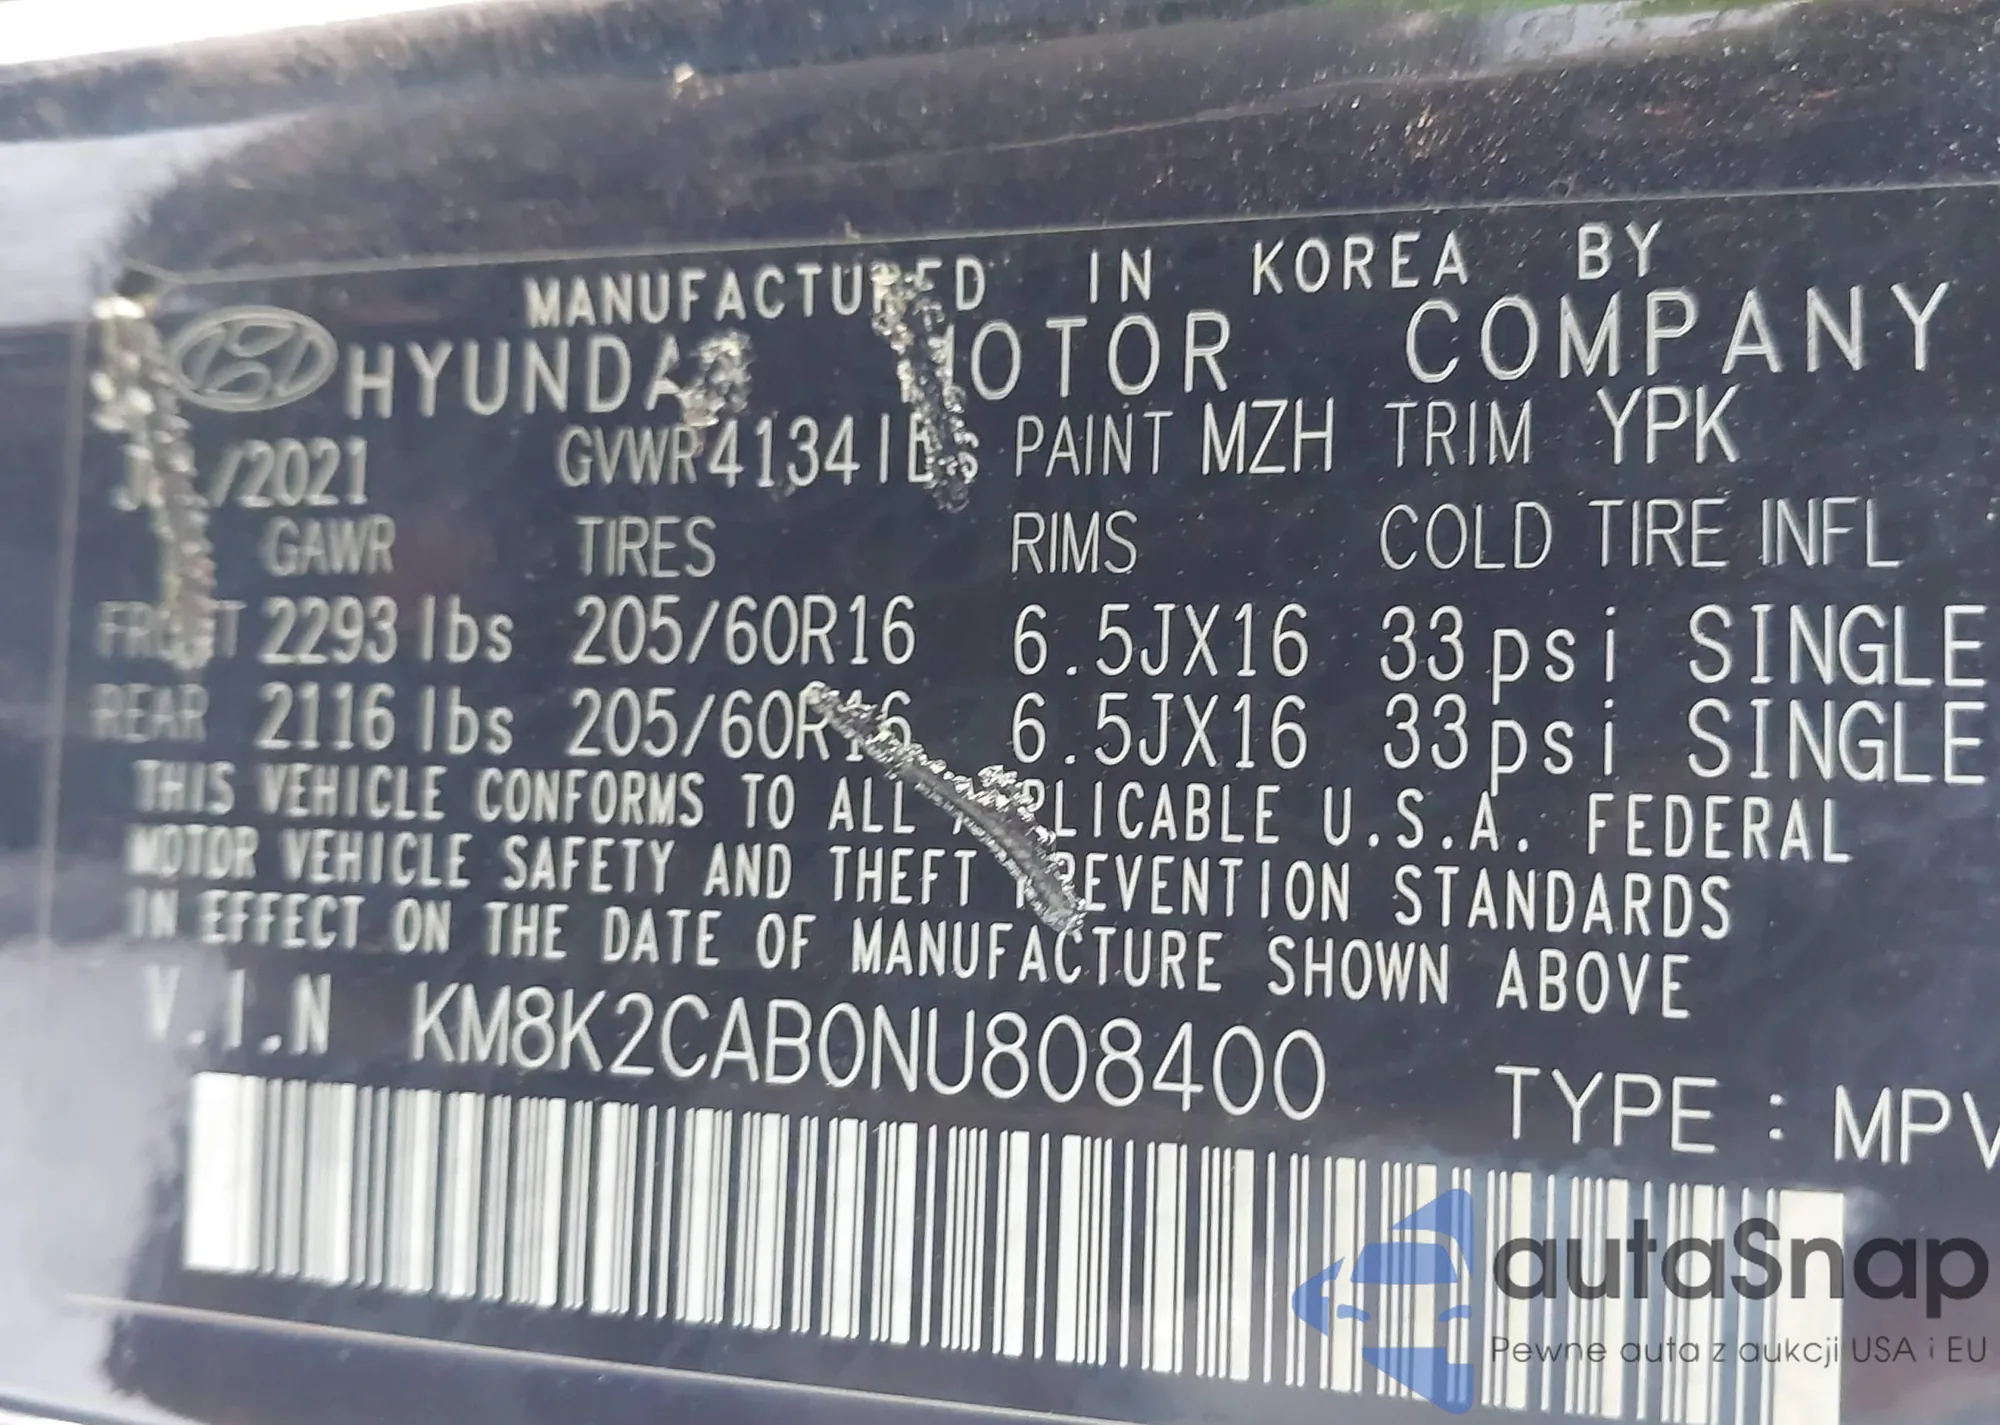 MANUFACTURED IN KOREA BY
HYUNDAI MOTOR COMPANY
/2021 GVWR 4134 lbs PAINT MZH TRIM YPK
GAWR TIRES RIMS COLD TIRE INFL
FRONT 2293 lbs 205/60R16 6.5JX16 33 psi SINGLE
REAR 2116 lbs 205/60R16 6.5JX16 33 psi SINGLE
THIS VEHICLE CONFORMS TO ALL APPLICABLE U.S.A. FEDERAL
MOTOR VEHICLE SAFETY AND THEFT PREVENTION STANDARDS
IN EFFECT ON THE DATE OF MANUFACTURE SHOWN ABOVE
V.I.N KM8K2CAB0NU808400
TYPE : MPV
autaSnap
Pewne auta z aukcji USA i EU